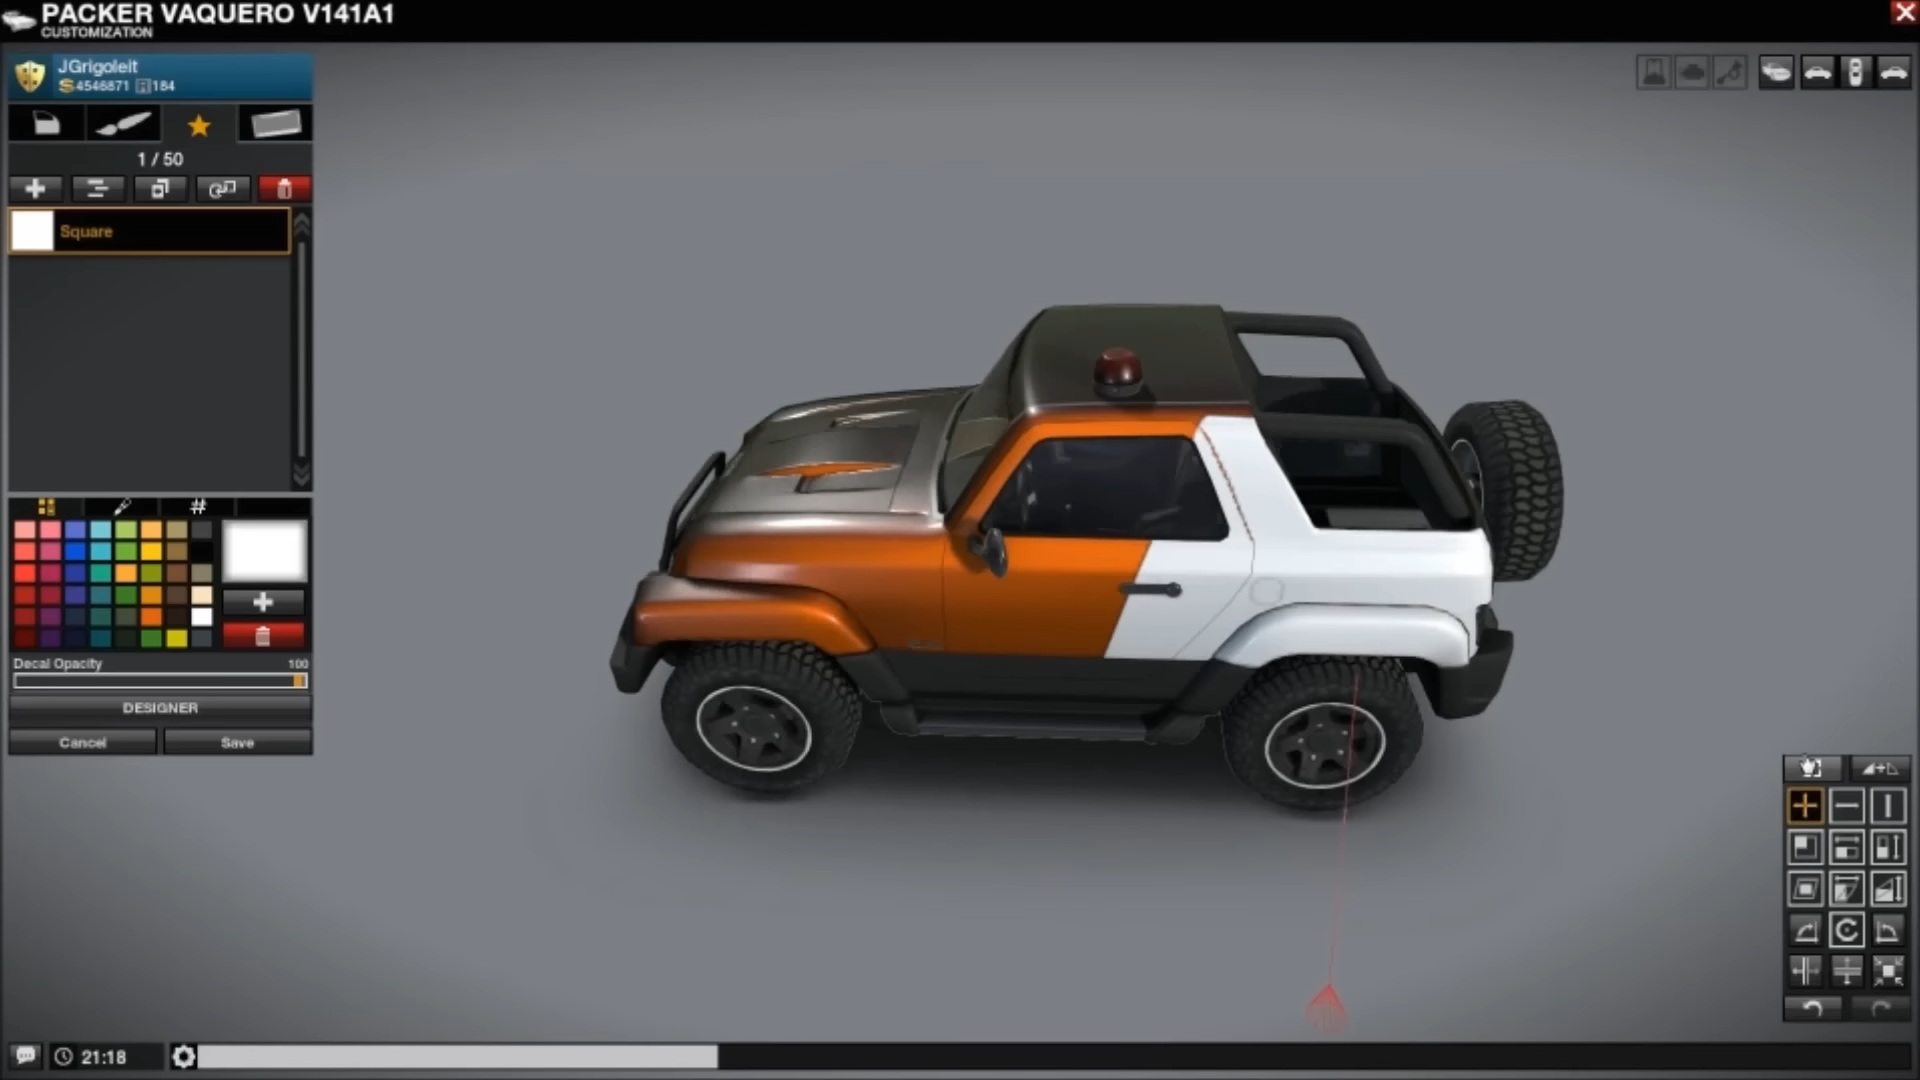 PACKER VAQUERO V141A1
CUSTOMIZATION
JGrigoleit
$4546871 184
1 / 50
Square
#
Decal Opacity 100
DESIGNER
Cancel Save
21:18